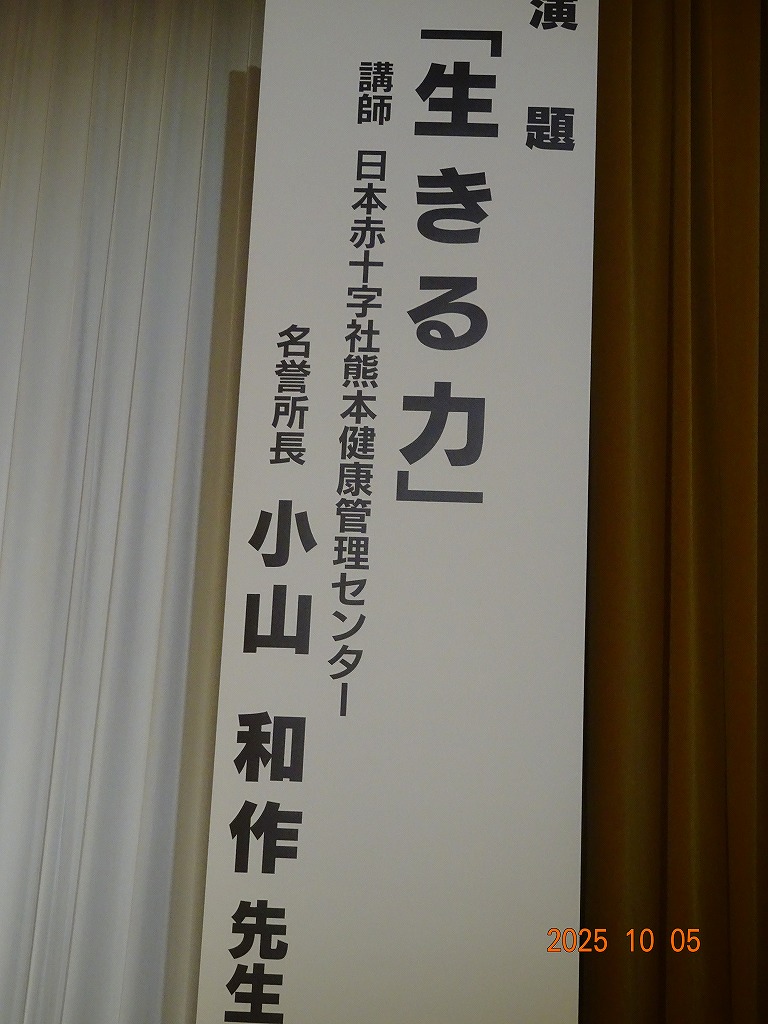 演題
「生きる力」
講師 日本赤十字社熊本健康管理センター
名誉所長 小山 和作 先生
2025 10 05